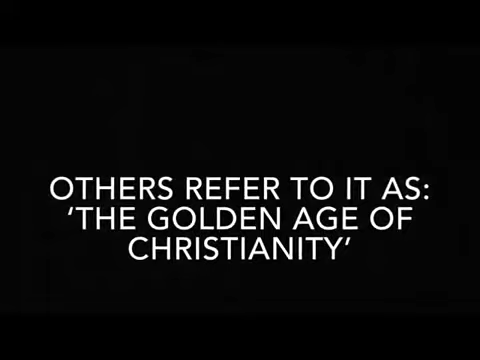 OTHERS REFER TO IT AS:
‘THE GOLDEN AGE OF
CHRISTIANITY’